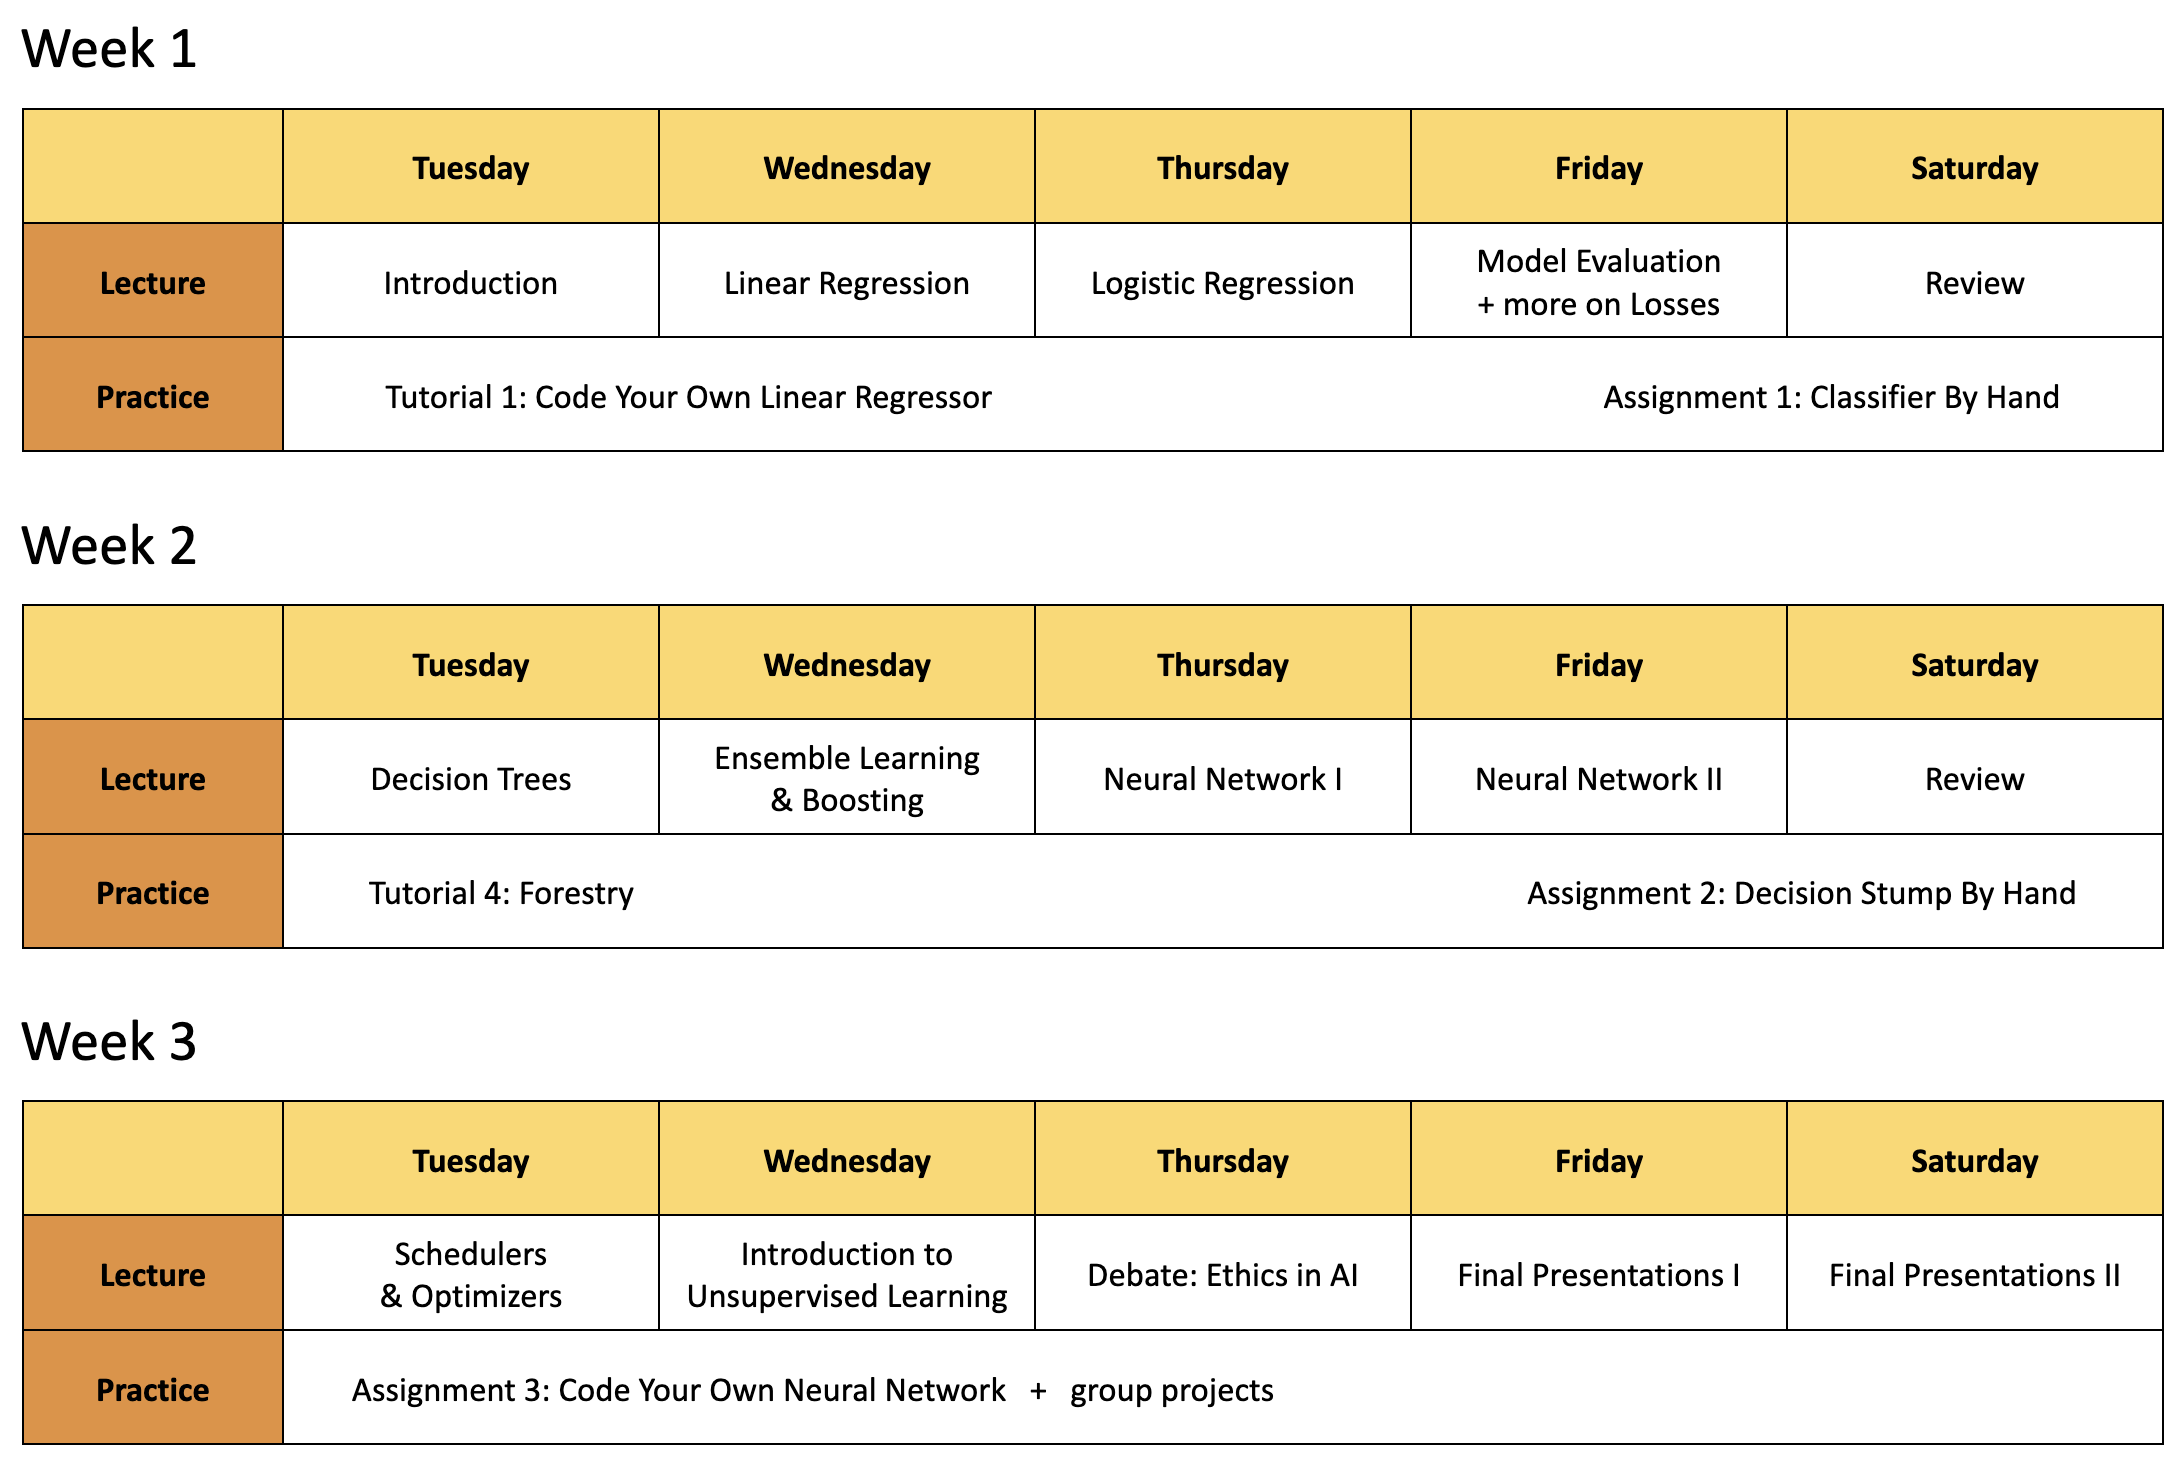 Week 1
Tuesday Wednesday Thursday Friday Saturday
Lecture Introduction Linear Regression Logistic Regression Model Evaluation
+ more on Losses Review
Practice Tutorial 1: Code Your Own Linear Regressor Assignment 1: Classifier By Hand
Week 2
Tuesday Wednesday Thursday Friday Saturday
Lecture Decision Trees Ensemble Learning
& Boosting Neural Network I Neural Network II Review
Practice Tutorial 4: Forestry Assignment 2: Decision Stump By Hand
Week 3
Tuesday Wednesday Thursday Friday Saturday
Lecture Schedulers
& Optimizers Introduction to
Unsupervised Learning Debate: Ethics in AI Final Presentations I Final Presentations II
Practice Assignment 3: Code Your Own Neural Network + group projects